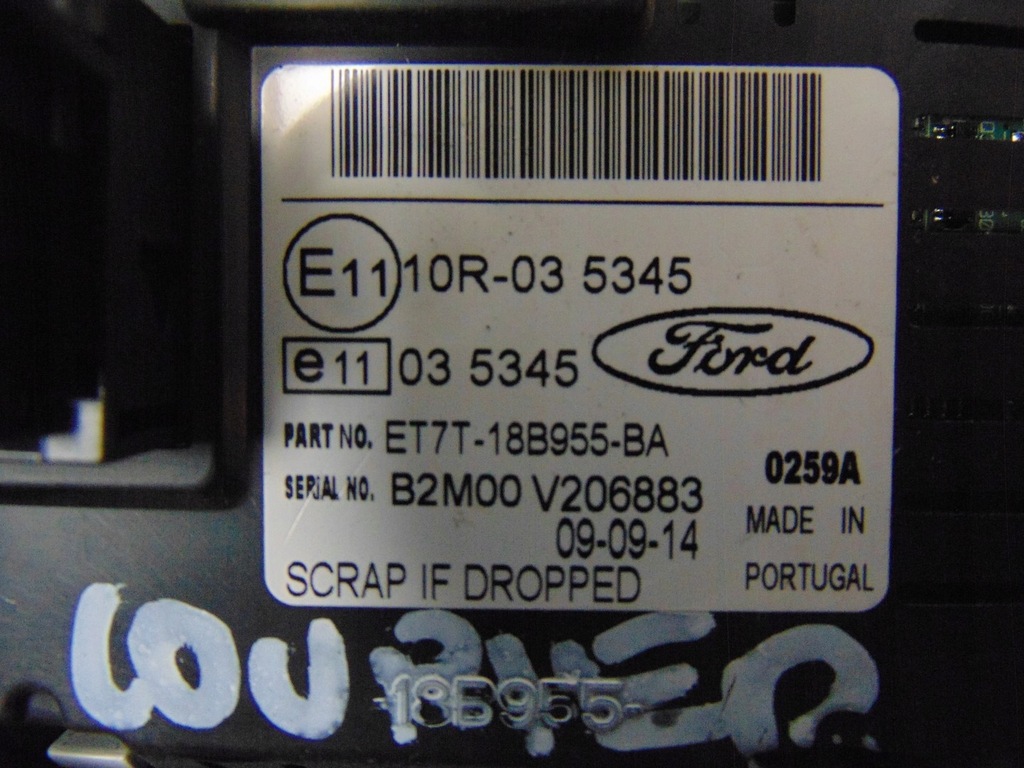 E11 10R-03 5345
e11 03 5345
Ford
PART NO. ET7T-18B955-BA
SERIAL NO. B2M00 V206883
0259A
09-09-14
MADE IN
PORTUGAL
SCRAP IF DROPPED
COURIER
-18B955-